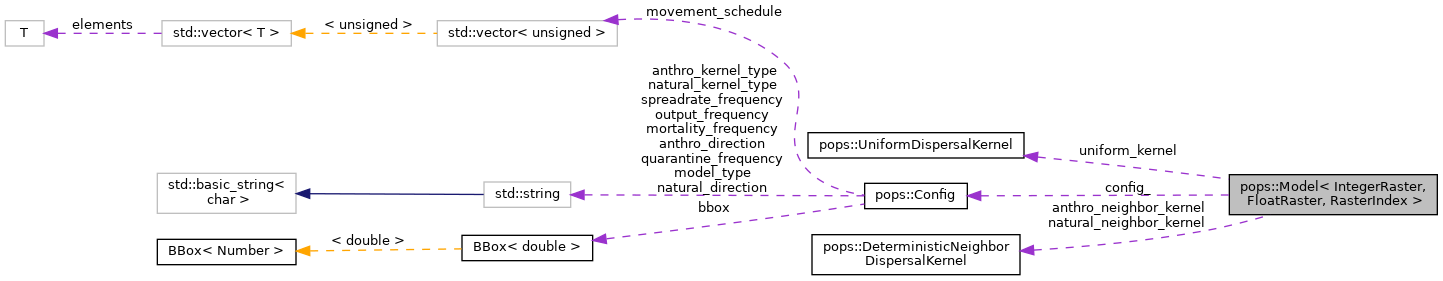 T
elements
std::vector< T >
< unsigned >
std::vector< unsigned >
movement_schedule
anthro_kernel_type
natural_kernel_type
spreadrate_frequency
output_frequency
mortality_frequency
anthro_direction
quarantine_frequency
model_type
natural_direction
std::basic_string<
char >
std::string
pops::UniformDispersalKernel
uniform_kernel
pops::Config
config_
pops::Model< IntegerRaster,
FloatRaster, RasterIndex >
anthro_neighbor_kernel
natural_neighbor_kernel
bbox
BBox< Number >
< double >
BBox< double >
pops::DeterministicNeighbor
DispersalKernel